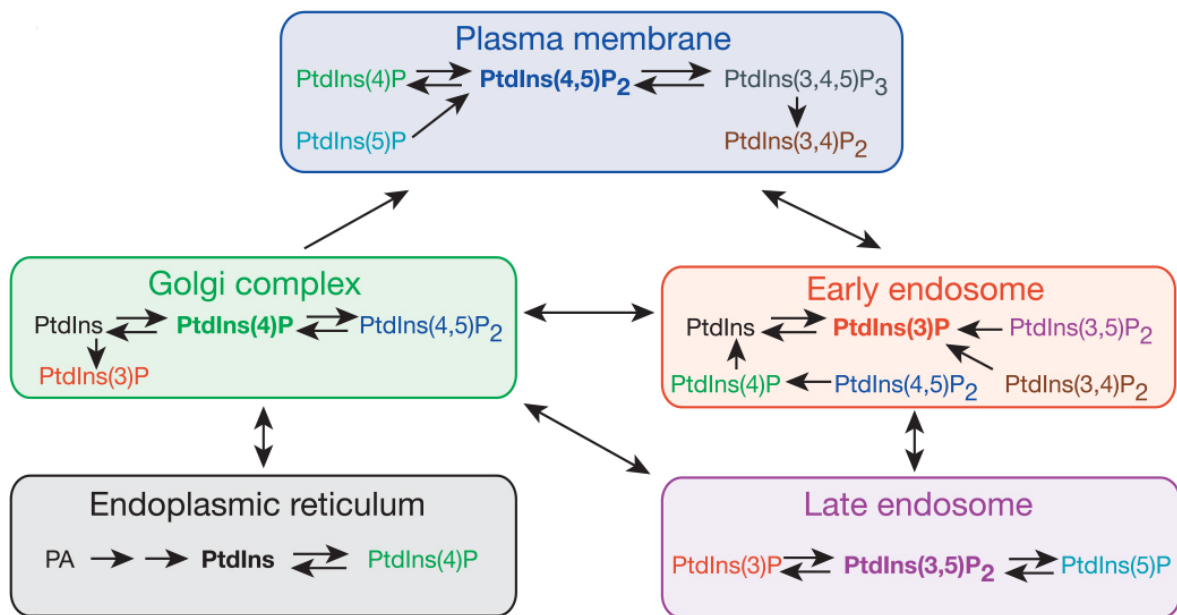 Plasma membrane
PtdIns(4)P PtdIns(4,5)P2 PtdIns(3,4,5)P3
PtdIns(5)P PtdIns(3,4)P2
Golgi complex
PtdIns PtdIns(4)P PtdIns(4,5)P2
PtdIns(3)P
Early endosome
PtdIns PtdIns(3)P PtdIns(3,5)P2
PtdIns(4)P PtdIns(4,5)P2 PtdIns(3,4)P2
Endoplasmic reticulum
PA PtdIns PtdIns(4)P
Late endosome
PtdIns(3)P PtdIns(3,5)P2 PtdIns(5)P